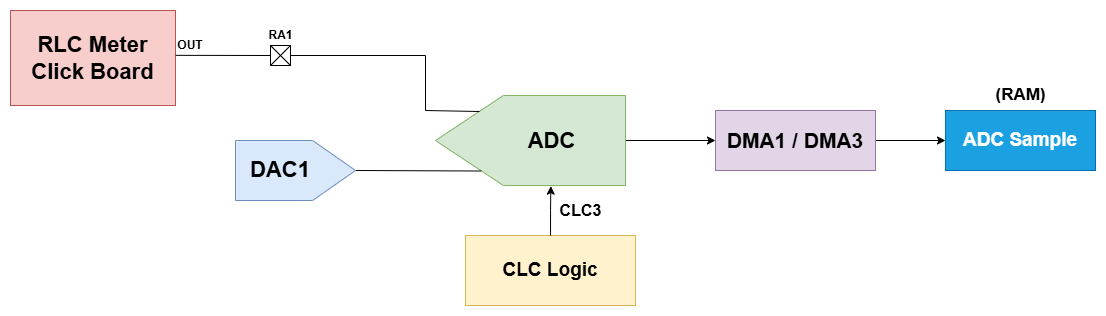 RLC Meter
Click Board
OUT
RA1
DAC1
ADC
CLC3
CLC Logic
DMA1 / DMA3
(RAM)
ADC Sample